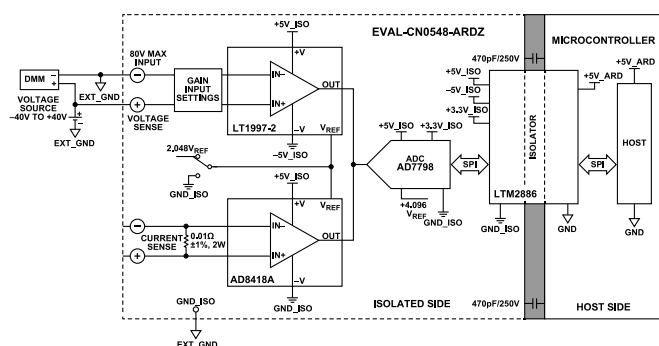 EVAL-CN0548-ARDZ
MICROCONTROLLER
470pF/250V
DMM
VOLTAGE SOURCE
–40V TO +40V
EXT_GND
EXT_GND
80V MAX
INPUT
VOLTAGE
SENSE
GAIN
INPUT
SETTINGS
+5V_ISO
+V
IN–
IN+
OUT
LT1997-2
–V
VREF
–5V_ISO
2.048VREF
GND_ISO
+5V_ISO
+V
VREF
CURRENT
SENSE
0.01Ω
±1%, 2W
IN–
IN+
OUT
AD8418A
–V
GND_ISO
GND_ISO
EXT_GND
+5V_ISO
+3.3V_ISO
ADC
AD7798
+4.096
VREF
GND_ISO
SPI
+5V_ISO
–5V_ISO
+3.3V_ISO
ISOLATOR
LTM2886
GND_ISO
GND
+5V_ARD
SPI
+5V_ARD
HOST
GND
470pF/250V
ISOLATED SIDE
HOST SIDE